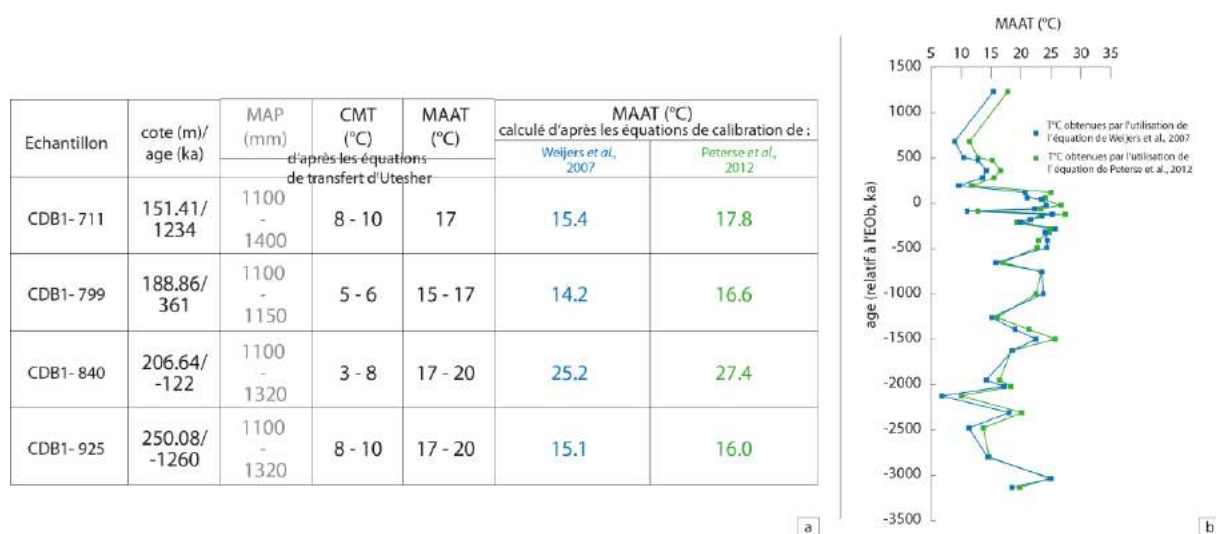 Echantillon
cote (m)/
age (ka)
MAP
(mm)
CMT
(°C)
MAAT
(°C)
d'après les équations
de transfert d'Utesher
MAAT (°C)
calculé d'après les équations de calibration de :
Weijers et al.,
2007
Peterse et al.,
2012
CDB1- 711
151.41/
1234
1100
-
1400
8 - 10
17
15.4
17.8
CDB1- 799
188.86/
361
1100
-
1150
5 - 6
15 - 17
14.2
16.6
CDB1- 840
206.64/
-122
1100
-
1320
3 - 8
17 - 20
25.2
27.4
CDB1- 925
250.08/
-1260
1100
-
1320
8 - 10
17 - 20
15.1
16.0
a
MAAT (°C)
5 10 15 20 25 30 35
1500
1000
500
0
-500
-1000
-1500
-2000
-2500
-3000
-3500
age (relatif à l'EOb, ka)
T°C obtenues par l'utilisation de
l'équation de Weijers et al., 2007
T°C obtenues par l'utilisation de
l'équation de Peterse et al., 2012
b